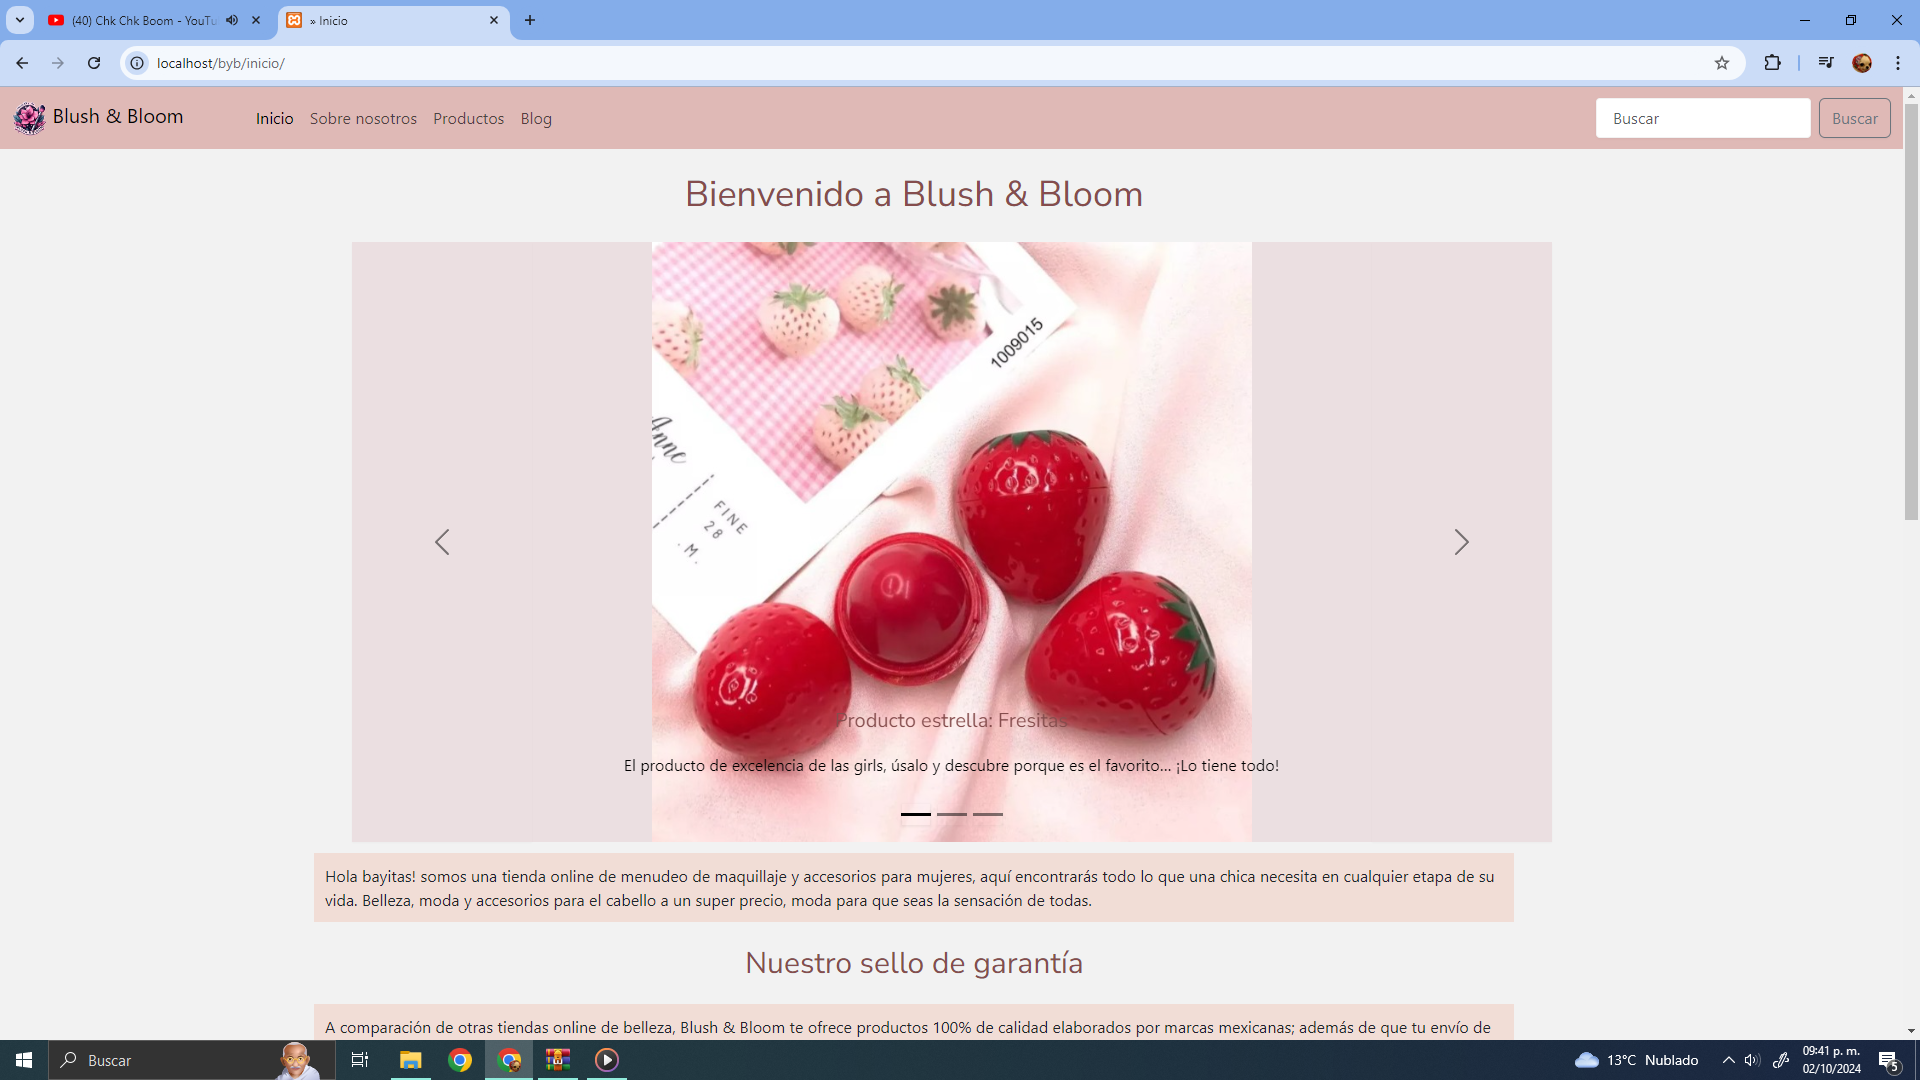 (40) Chk Chk Boom - YouTu
» Inicio
localhost/byb/inicio/
Blush & Bloom
Inicio
Sobre nosotros
Productos
Blog
Buscar
Buscar
Bienvenido a Blush & Bloom
1009015
Anne
FINE
28
.M.
Producto estrella: Fresitas
El producto de excelencia de las girls, úsalo y descubre porque es el favorito... ¡Lo tiene todo!
Hola bayitas! somos una tienda online de menudeo de maquillaje y accesorios para mujeres, aquí encontrarás todo lo que una chica necesita en cualquier etapa de su
vida. Belleza, moda y accesorios para el cabello a un super precio, moda para que seas la sensación de todas.
Nuestro sello de garantía
A comparación de otras tiendas online de belleza, Blush & Bloom te ofrece productos 100% de calidad elaborados por marcas mexicanas; además de que tu envío de
Buscar
13°C Nublado
09:41 p. m.
02/10/2024
5